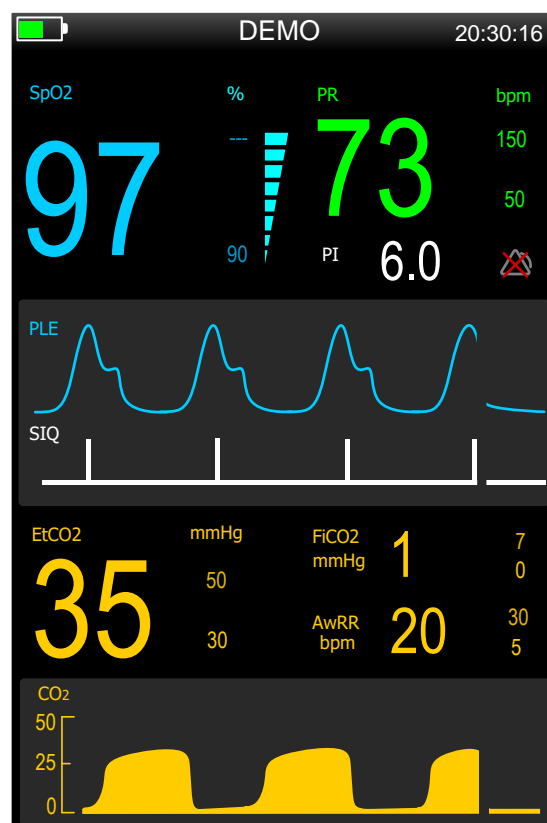 DEMO 20:30:16
SpO2 % PR bpm
97 --- 73 150
50
90 PI 6.0
PLE
SIQ
EtCO2 mmHg FiCO2 mmHg 1 7
0
35 50
30 AwRR bpm 20 30
5
CO2
50
25
0